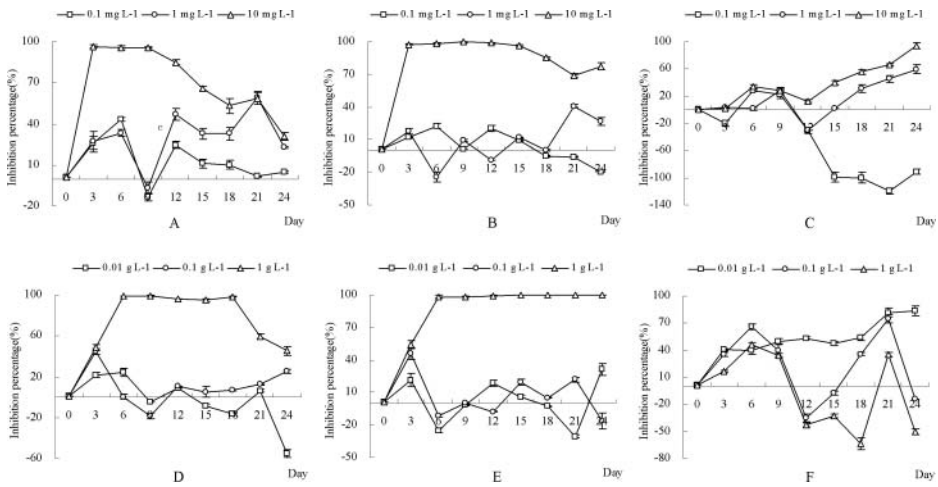 0.1 mg L-1 1 mg L-1 10 mg L-1
Inhibition percentage(%)
100
70
40
10
-20
c
0 3 6 9 12 15 18 21 24
Day
A
0.1 mg L-1 1 mg L-1 10 mg L-1
Inhibition percentage(%)
100
50
0
-50
0 3 6 9 12 15 18 21 24
Day
B
0.1 mg L-1 1 mg L-1 10 mg L-1
Inhibition percentage(%)
100
60
20
-20
-60
-100
-140
0 3 6 9 12 15 18 21 24
Day
C
0.01 g L-1 0.1 g L-1 1 g L-1
Inhibition percentage(%)
100
60
20
-20
-60
0 3 6 9 12 15 18 21 24
Day
D
0.01 g L-1 0.1 g L-1 1 g L-1
Inhibition percentage(%)
100
50
0
-50
0 3 6 9 12 15 18 21 24
Day
E
0.01 g L-1 0.1 g L-1 1 g L-1
Inhibition percentage(%)
100
70
40
10
-20
-50
-80
0 3 6 9 12 15 18 21 24
Day
F